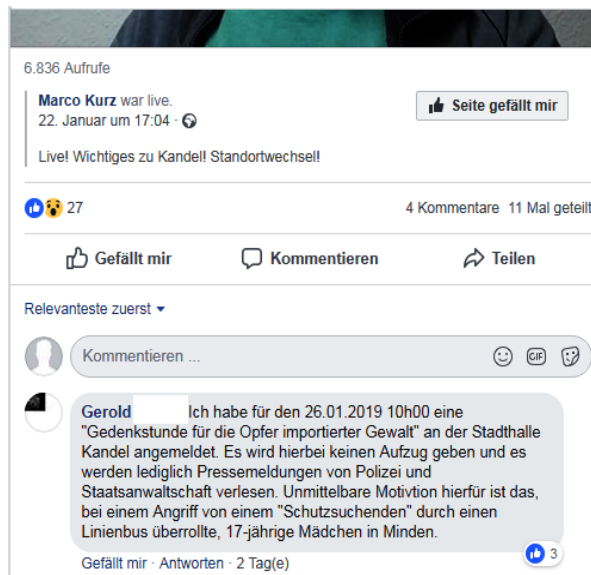 6.836 Aufrufe
Marco Kurz war live.
22. Januar um 17:04 ·
Seite gefällt mir
Live! Wichtiges zu Kandel! Standortwechsel!
27
4 Kommentare 11 Mal geteilt
Gefällt mir
Kommentieren
Teilen
Relevanteste zuerst
Kommentieren ...
GIF
Gerold Ich habe für den 26.01.2019 10h00 eine
"Gedenkstunde für die Opfer importierter Gewalt" an der Stadthalle
Kandel angemeldet. Es wird hierbei keinen Aufzug geben und es
werden lediglich Pressemeldungen von Polizei und
Staatsanwaltschaft verlesen. Unmittelbare Motivtion hierfür ist das,
bei einem Angriff von einem "Schutzsuchenden" durch einen
Linienbus überrollte, 17-jährige Mädchen in Minden.
3
Gefällt mir · Antworten · 2 Tag(e)